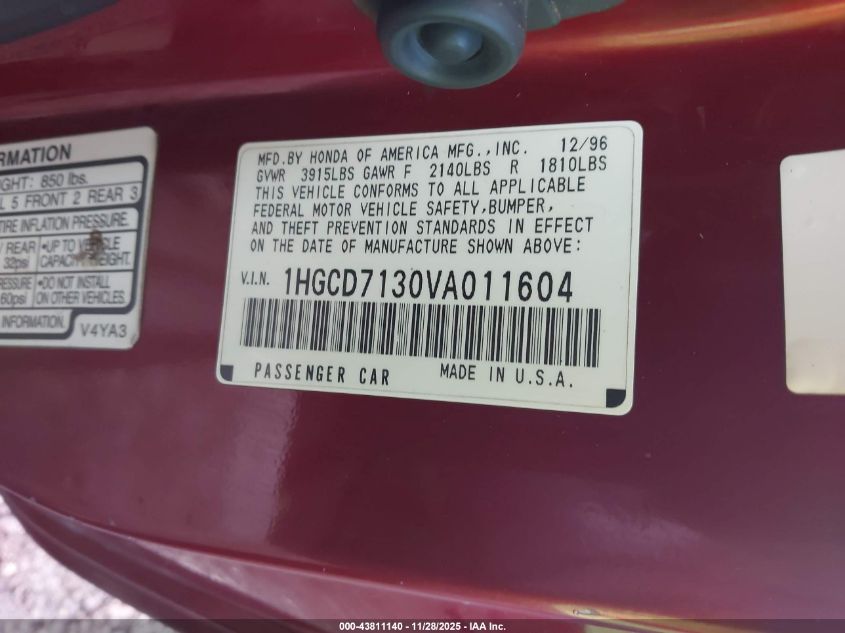 RMATION
GHT: 850 lbs.
L 5 FRONT 2 REAR 3
TIRE INFLATION PRESSURE.
/ REAR
32psi
•UP TO VEHICLE
CAPACITY WEIGHT.
PRESSURE
60psi
•DO NOT INSTALL
ON OTHER VEHICLES.
INFORMATION.
V4YA3
MFD.BY HONDA OF AMERICA MFG.,INC. 12/96
GVWR 3915LBS GAWR F 2140LBS R 1810LBS
THIS VEHICLE CONFORMS TO ALL APPLICABLE
FEDERAL MOTOR VEHICLE SAFETY,BUMPER,
AND THEFT PREVENTION STANDARDS IN EFFECT
ON THE DATE OF MANUFACTURE SHOWN ABOVE:
V.I.N. 1HGCD7130VA011604
PASSENGER CAR MADE IN U.S.A.
000-43811140 - 11/28/2025 - IAA Inc.